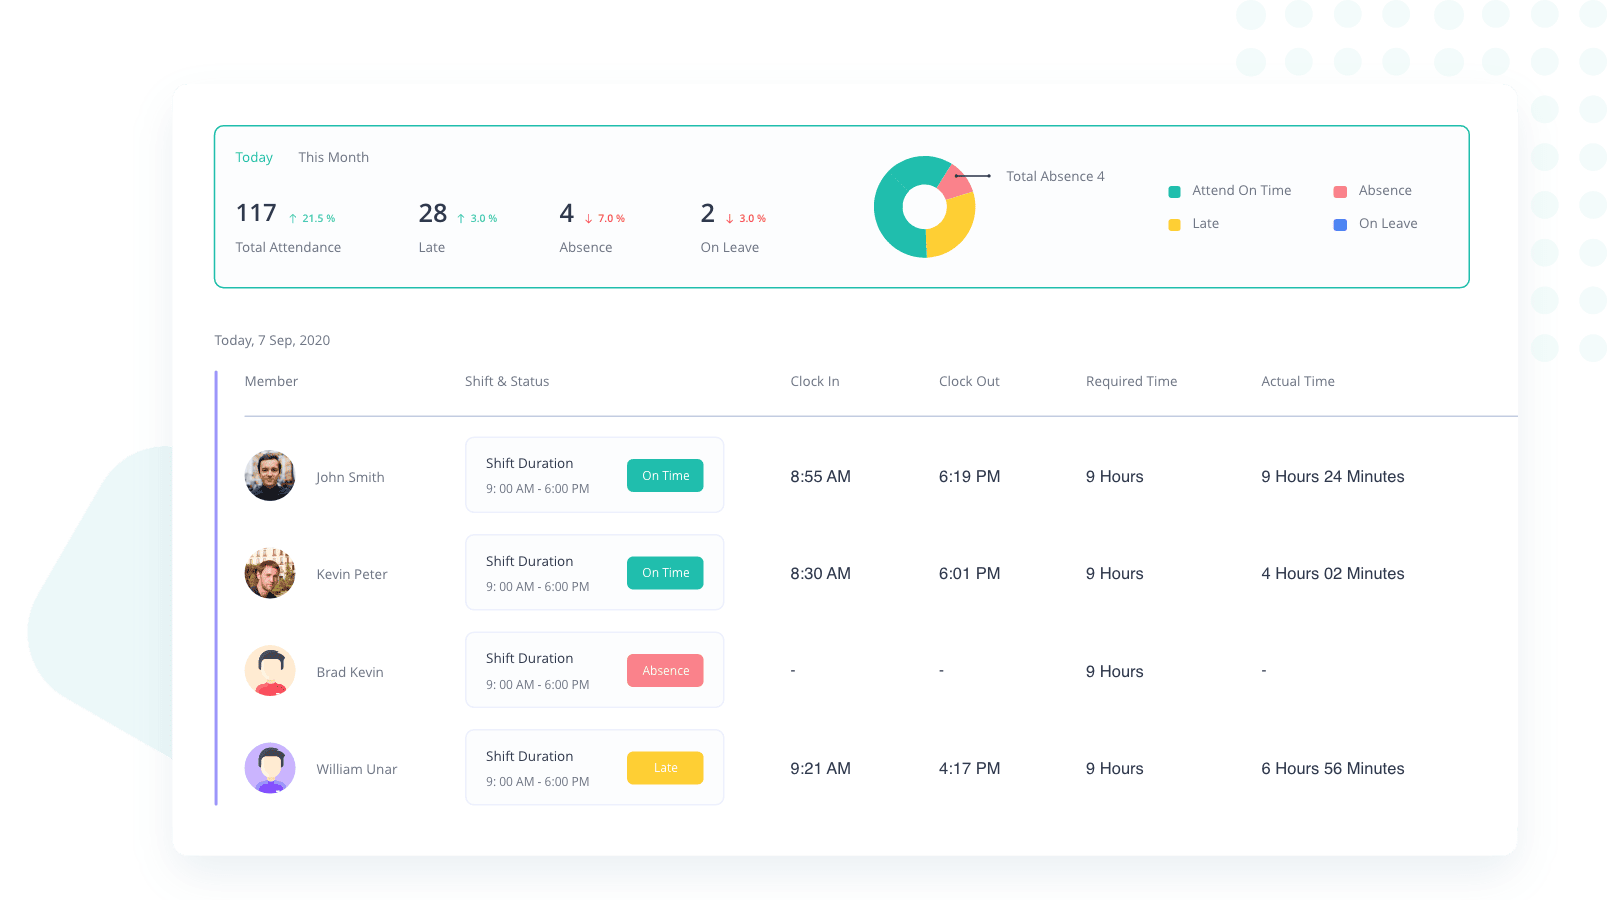 Today This Month
117 ↑ 21.5 % 28 ↑ 3.0 % 4 ↓ 7.0 % 2 ↓ 3.0 %
Total Attendance Late Absence On Leave
Total Absence 4
Attend On Time Absence
Late On Leave
Today, 7 Sep, 2020
Member Shift & Status Clock In Clock Out Required Time Actual Time
Shift Duration
John Smith On Time 8:55 AM 6:19 PM 9 Hours 9 Hours 24 Minutes
9: 00 AM - 6:00 PM
Shift Duration
Kevin Peter On Time 8:30 AM 6:01 PM 9 Hours 4 Hours 02 Minutes
9: 00 AM - 6:00 PM
Shift Duration
Brad Kevin Absence - - 9 Hours -
9: 00 AM - 6:00 PM
Shift Duration
William Unar Late 9:21 AM 4:17 PM 9 Hours 6 Hours 56 Minutes
9: 00 AM - 6:00 PM